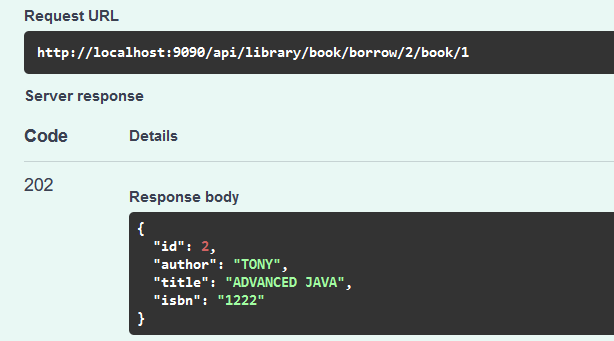 Request URL
http://localhost:9090/api/library/book/borrow/2/book/1
Server response
Code Details
202
Response body
{
  "id": 2,
  "author": "TONY",
  "title": "ADVANCED JAVA",
  "isbn": "1222"
}